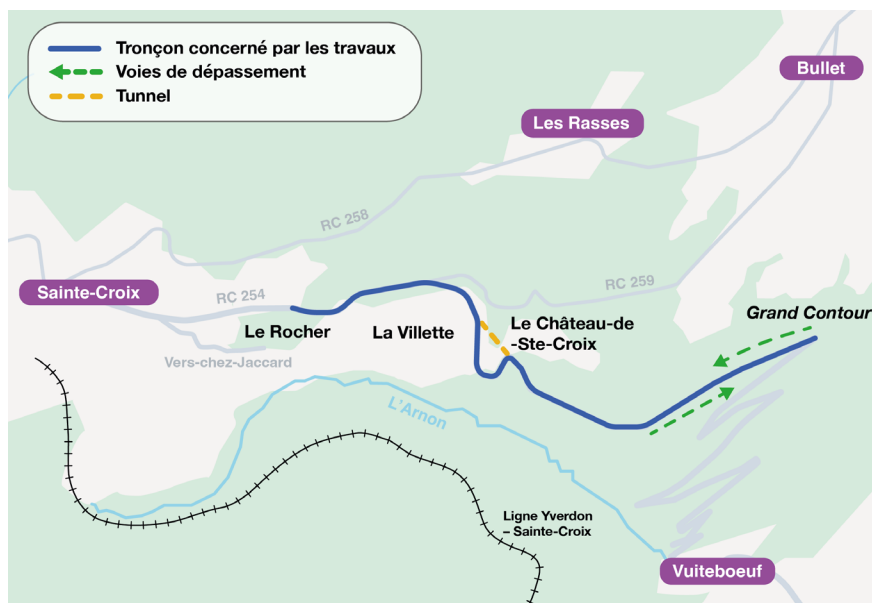 Tronçon concerné par les travaux
Voies de dépassement
Tunnel
Bullet
Les Rasses
RC 258
RC 259
Sainte-Croix
RC 254
Le Rocher
La Villette
Le Château-de
-Ste-Croix
Grand Contour
Vers-chez-Jaccard
L'Arnon
Ligne Yverdon
– Sainte-Croix
Vuiteboeuf